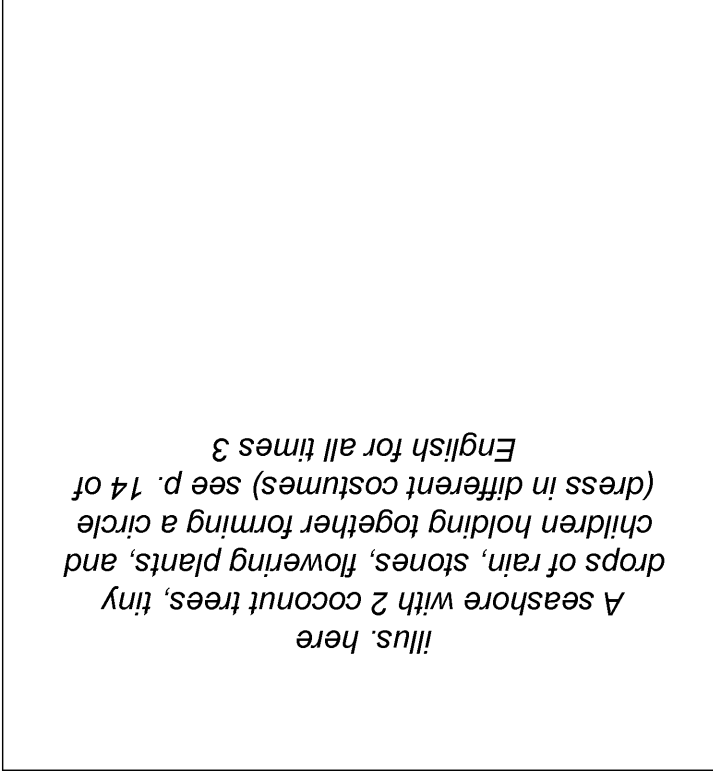 illus. here
A seashore with 2 coconut trees, tiny
drops of rain, stones, flowering plants, and
children holding together forming a circle
(dress in different costumes) see p. 14 of
English for all times 3